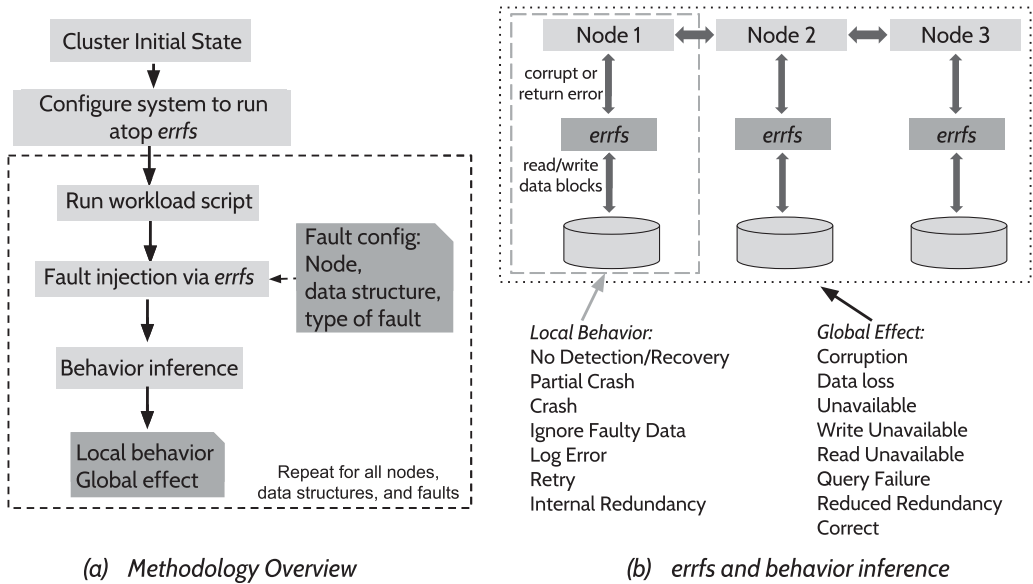 Cluster Initial State
Configure system to run
atop errfs
Run workload script
Fault injection via errfs
Fault config:
Node,
data structure,
type of fault
Behavior inference
Local behavior
Global effect
Repeat for all nodes,
data structures, and faults
(a) Methodology Overview
Node 1
Node 2
Node 3
corrupt or
return error
errfs
errfs
errfs
read/write
data blocks
Local Behavior:
No Detection/Recovery
Partial Crash
Crash
Ignore Faulty Data
Log Error
Retry
Internal Redundancy
Global Effect:
Corruption
Data loss
Unavailable
Write Unavailable
Read Unavailable
Query Failure
Reduced Redundancy
Correct
(b) errfs and behavior inference